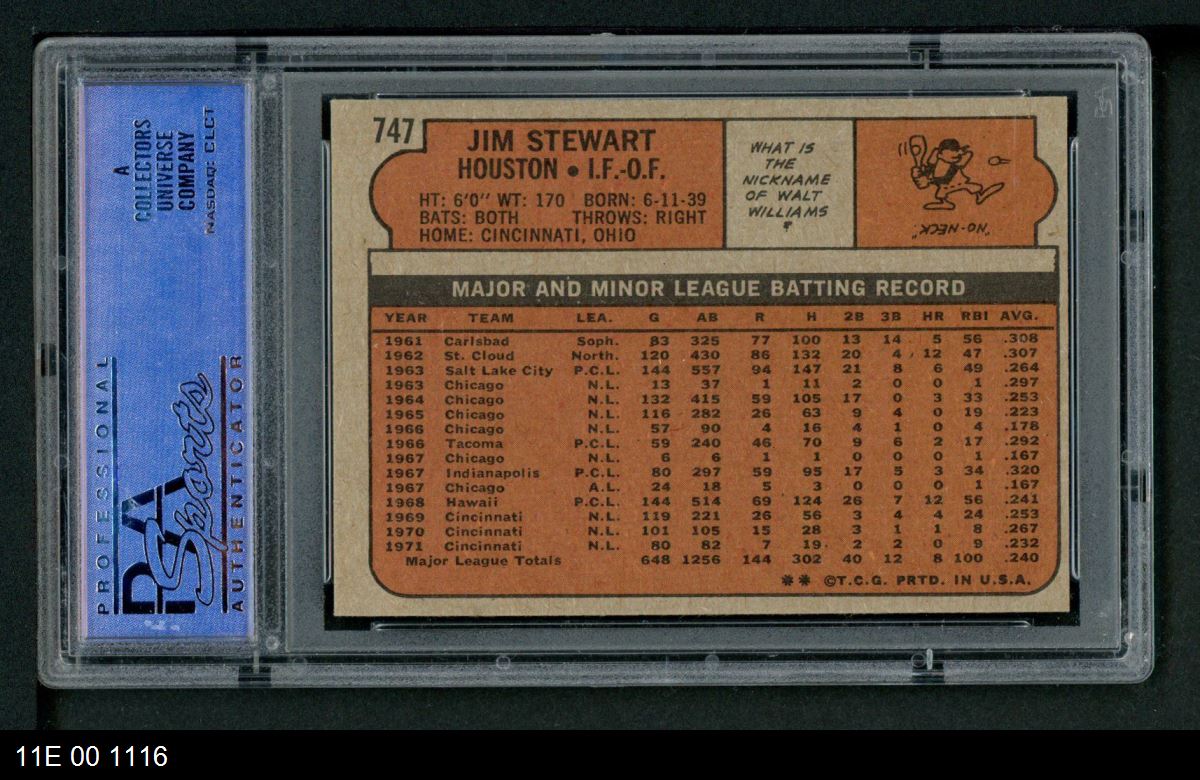 A
COLLECTORS
UNIVERSE
COMPANY
NASDAQ: CLCT
PROFESSIONAL
PSA
Sports
AUTHENTICATOR
747
JIM STEWART
HOUSTON • I.F.-O.F.
HT: 6'0" WT: 170 BORN: 6-11-39
BATS: BOTH THROWS: RIGHT
HOME: CINCINNATI, OHIO
WHAT IS
THE
NICKNAME
OF WALT
WILLIAMS
?
"NO-NECK"
MAJOR AND MINOR LEAGUE BATTING RECORD
YEAR TEAM LEA. G AB R H 2B 3B HR RBI AVG.
1961 Carlsbad Soph. 83 325 77 100 13 14 5 56 .308
1962 St. Cloud North. 120 430 86 132 20 4 12 47 .307
1963 Salt Lake City P.C.L. 144 557 94 147 21 8 6 49 .264
1963 Chicago N.L. 13 37 1 11 2 0 0 1 .297
1964 Chicago N.L. 132 415 59 105 17 0 3 33 .253
1965 Chicago N.L. 116 282 26 63 9 4 0 19 .223
1966 Chicago N.L. 57 90 4 16 4 1 0 4 .178
1966 Tacoma P.C.L. 59 240 46 70 9 6 2 17 .292
1967 Chicago N.L. 6 6 1 1 0 0 0 1 .167
1967 Indianapolis P.C.L. 80 297 59 95 17 5 3 34 .320
1967 Chicago A.L. 24 18 5 3 0 0 0 1 .167
1968 Hawaii P.C.L. 144 514 69 124 26 7 12 56 .241
1969 Cincinnati N.L. 119 221 26 56 3 4 4 24 .253
1970 Cincinnati N.L. 101 105 15 28 3 1 1 8 .267
1971 Cincinnati N.L. 80 82 7 19 2 2 0 9 .232
Major League Totals 648 1256 144 302 40 12 8 100 .240
** ©T.C.G. PRTD. IN U.S.A.
11E 00 1116